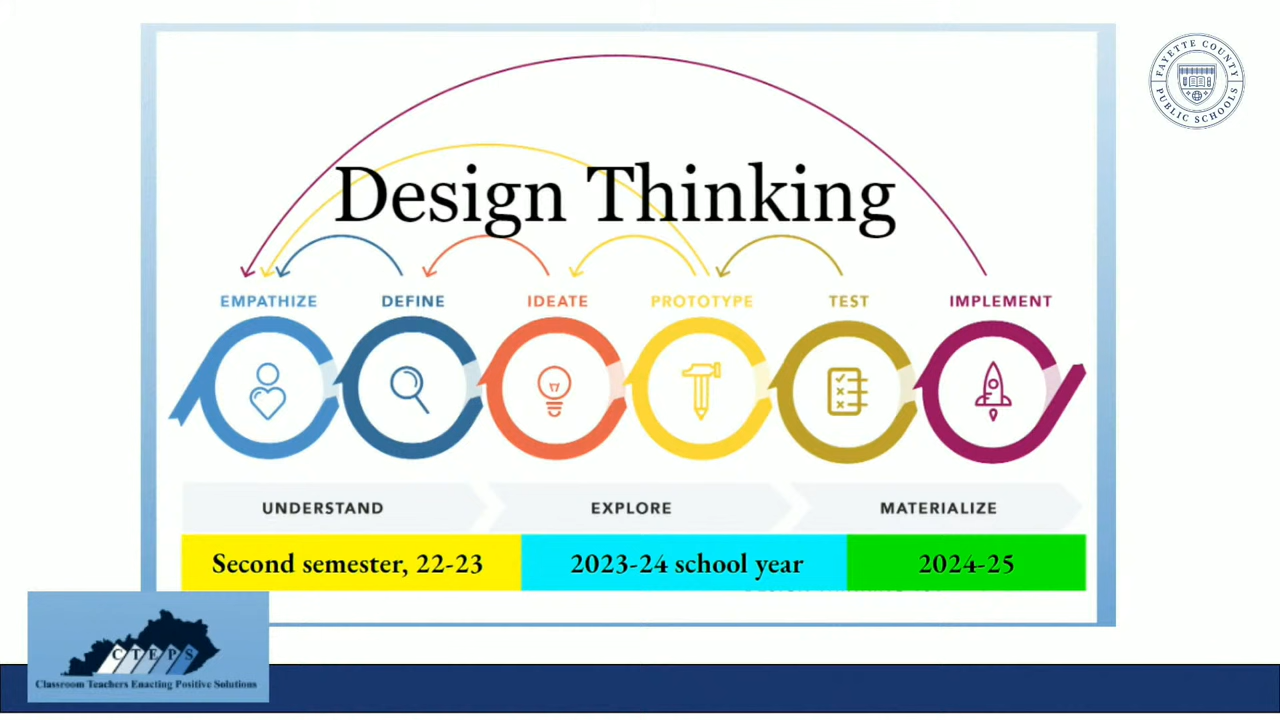 FAYETTE COUNTY
PUBLIC SCHOOLS
Design Thinking
EMPATHIZE DEFINE IDEATE PROTOTYPE TEST IMPLEMENT
UNDERSTAND EXPLORE MATERIALIZE
Second semester, 22-23 2023-24 school year 2024-25
CTEPS
Classroom Teachers Enacting Positive Solutions